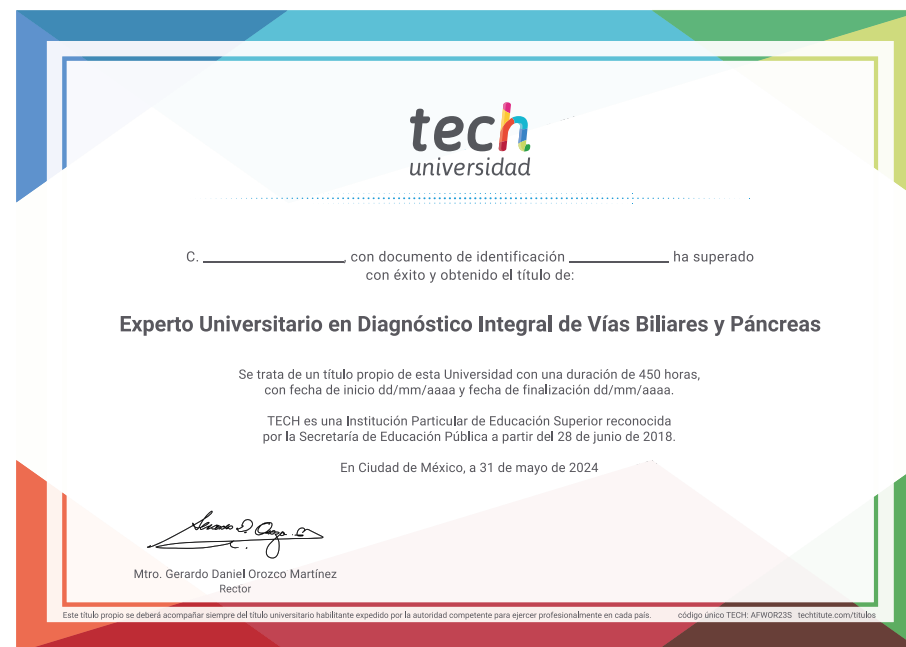 tech
universidad
C. ____________, con documento de identificación ____________ ha superado
con éxito y obtenido el título de:
Experto Universitario en Diagnóstico Integral de Vías Biliares y Páncreas
Se trata de un título propio de esta Universidad con una duración de 450 horas,
con fecha de inicio dd/mm/aaaa y fecha de finalización dd/mm/aaaa.
TECH es una Institución Particular de Educación Superior reconocida
por la Secretaría de Educación Pública a partir del 28 de junio de 2018.
En Ciudad de México, a 31 de mayo de 2024
Mtro. Gerardo Daniel Orozco Martínez
Rector
Este título propio se deberá acompañar siempre del título universitario habilitante expedido por la autoridad competente para ejercer profesionalmente en cada país. código único TECH: AFWOR23S techtitute.com/títulos